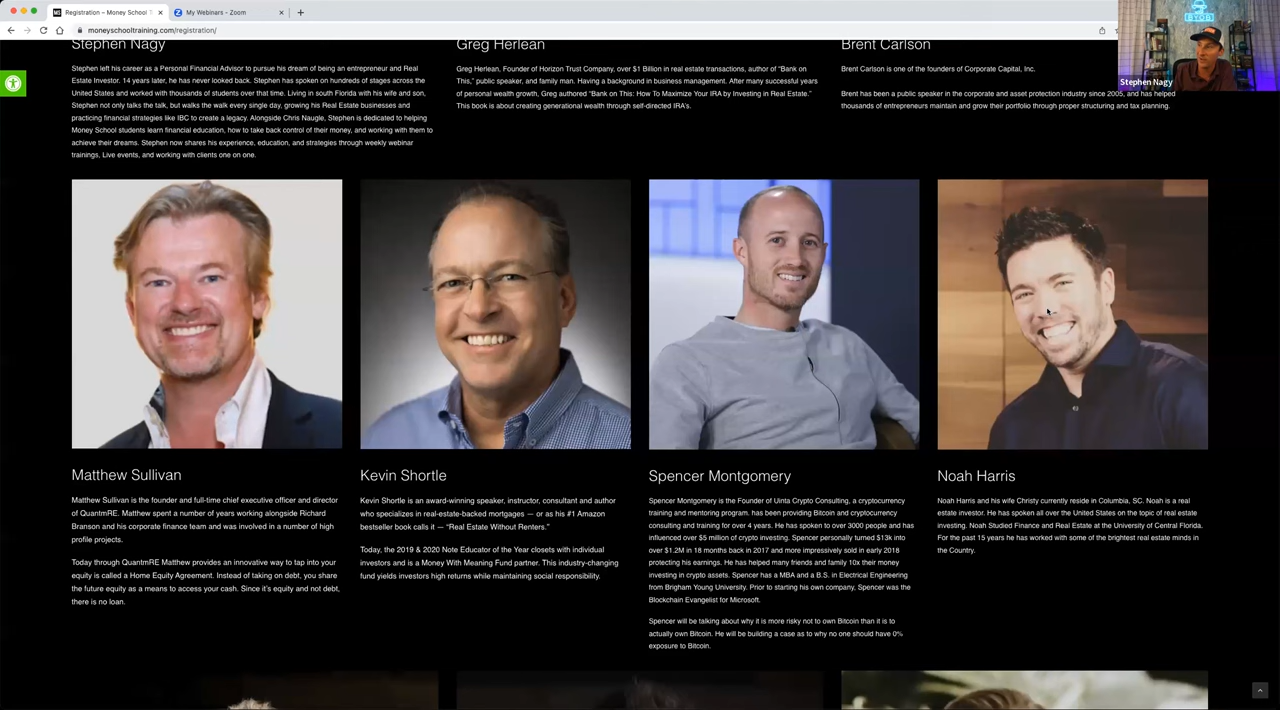 Registration – Money School T
My Webinars - Zoom
moneyschooltraining.com/registration/
BYOB
Stephen Nagy
Stephen Nagy
Stephen left his career as a Personal Financial Advisor to pursue his dream of being an entrepreneur and Real
Estate Investor. 14 years later, he has never looked back. Stephen has spoken on hundreds of stages across the
United States and worked with thousands of students over that time. Living in south Florida with his wife and son,
Stephen not only talks the talk, but walks the walk every single day, growing his Real Estate businesses and
practicing financial strategies like IBC to create a legacy. Alongside Chris Naugle, Stephen is dedicated to helping
Money School students learn financial education, how to take back control of their money, and working with them to
achieve their dreams. Stephen now shares his experience, education, and strategies through weekly webinar
trainings, Live events, and working with clients one on one.
Greg Herlean
Greg Herlean, Founder of Horizon Trust Company, over $1 Billion in real estate transactions, author of “Bank on
This,” public speaker, and family man. Having a background in business management. After many successful years
of personal wealth growth, Greg authored “Bank on This: How To Maximize Your IRA by Investing in Real Estate.”
This book is about creating generational wealth through self-directed IRA’s.
Brent Carlson
Brent Carlson is one of the founders of Corporate Capital, Inc.
Brent has been a public speaker in the corporate and asset protection industry since 2005, and has helped
thousands of entrepreneurs maintain and grow their portfolio through proper structuring and tax planning.
Matthew Sullivan
Matthew Sullivan is the founder and full-time chief executive officer and director
of QuantmRE. Matthew spent a number of years working alongside Richard
Branson and his corporate finance team and was involved in a number of high
profile projects.
Today through QuantmRE Matthew provides an innovative way to tap into your
equity is called a Home Equity Agreement. Instead of taking on debt, you share
the future equity as a means to access your cash. Since it’s equity and not debt,
there is no loan.
Kevin Shortle
Kevin Shortle is an award-winning speaker, instructor, consultant and author
who specializes in real-estate-backed mortgages — or as his #1 Amazon
bestseller book calls it — “Real Estate Without Renters.”
Today, the 2019 & 2020 Note Educator of the Year closets with individual
investors and is a Money With Meaning Fund partner. This industry-changing
fund yields investors high returns while maintaining social responsibility.
Spencer Montgomery
Spencer Montgomery is the Founder of Uinta Crypto Consulting, a cryptocurrency
training and mentoring program. has been providing Bitcoin and cryptocurrency
consulting and training for over 4 years. He has spoken to over 3000 people and has
influenced over $5 million of crypto investing. Spencer personally turned $13k into
over $1.2M in 18 months back in 2017 and more impressively sold in early 2018
protecting his earnings. He has helped many friends and family 10x their money
investing in crypto assets. Spencer has a MBA and a B.S. in Electrical Engineering
from Brigham Young University. Prior to starting his own company, Spencer was the
Blockchain Evangelist for Microsoft.
Spencer will be talking about why it is more risky not to own Bitcoin than it is to
actually own Bitcoin. He will be building a case as to why no one should have 0%
exposure to Bitcoin.
Noah Harris
Noah Harris and his wife Christy currently reside in Columbia, SC. Noah is a real
estate investor. He has spoken all over the United States on the topic of real estate
investing. Noah Studied Finance and Real Estate at the University of Central Florida.
For the past 15 years he has worked with some of the brightest real estate minds in
the Country.